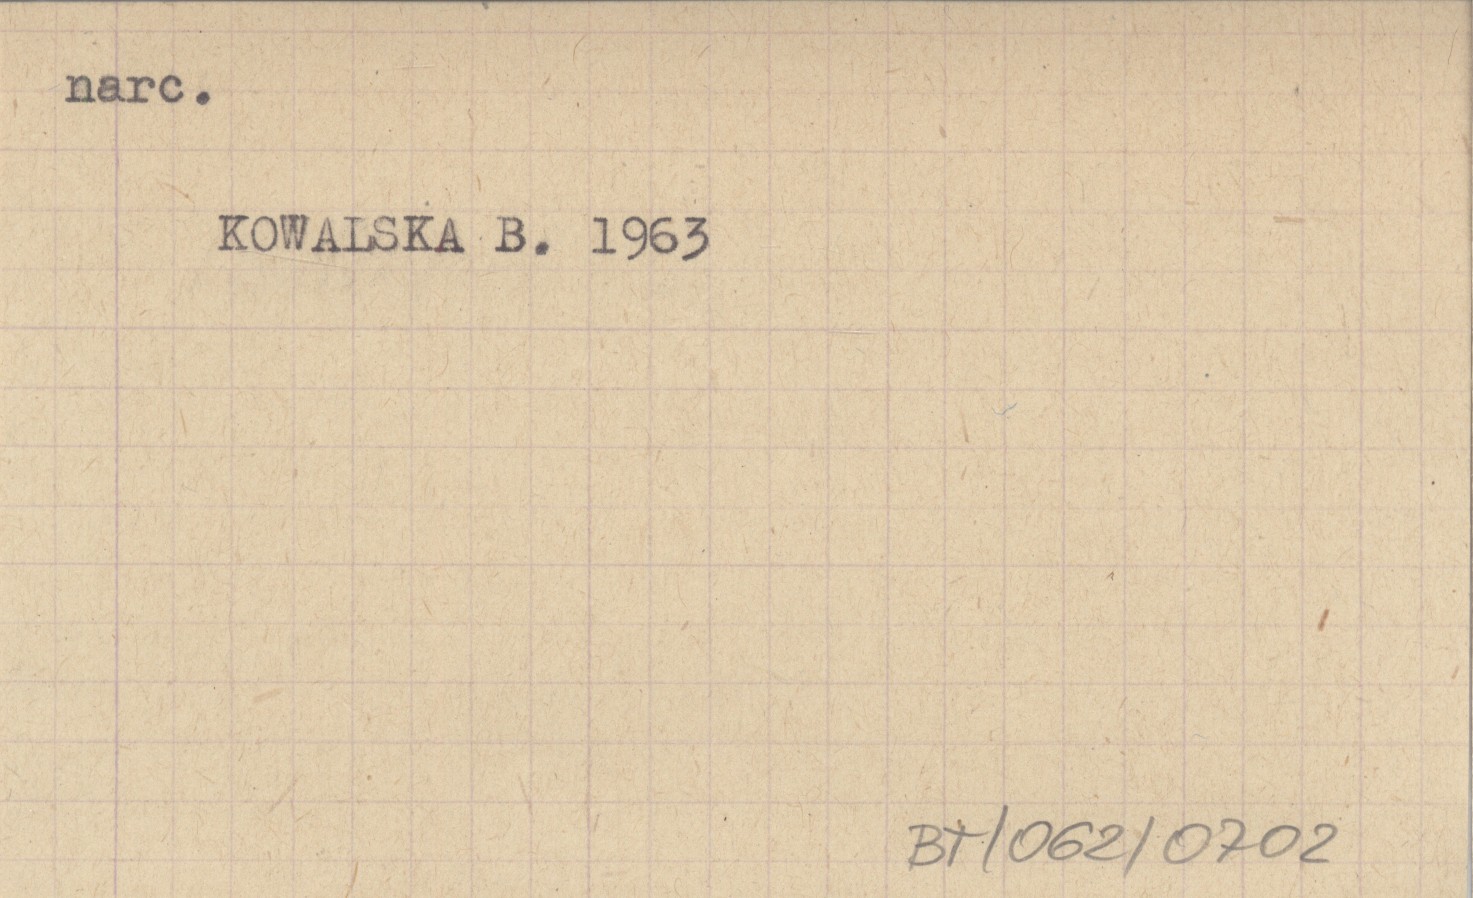 narc.
KOWALSKA B. 1963
BT/062/0702